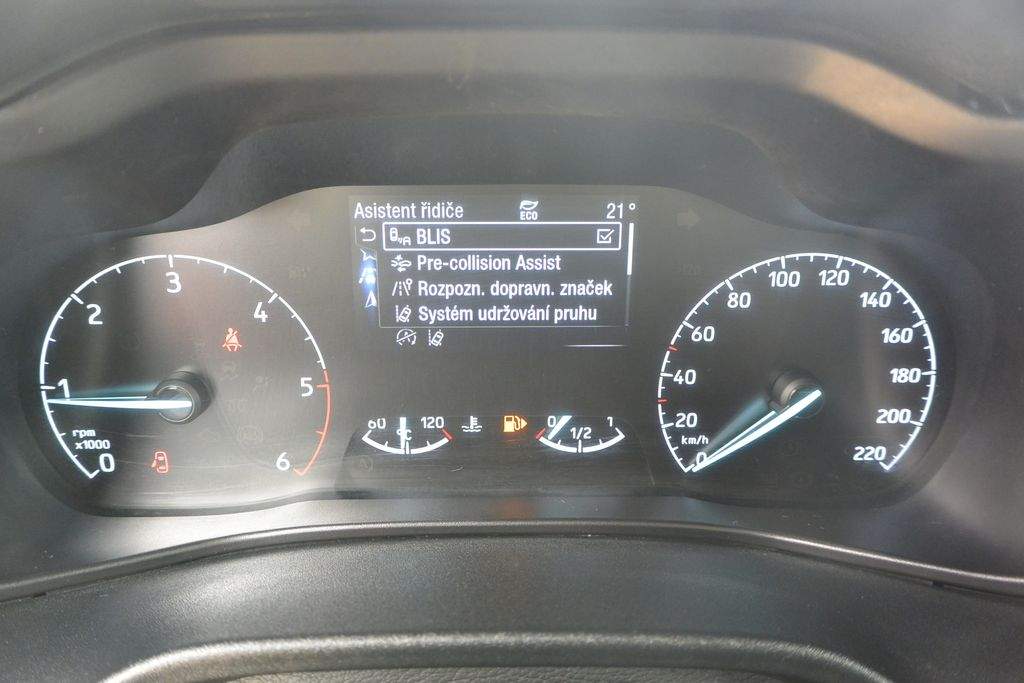 Asistent řidiče ECO 21°
BLIS
Pre-collision Assist
Rozpozn. dopravn. značek
Systém udržování pruhu
0 1 2 3 4 5 6
rpm
x1000
60 120
°C
0 1/2 1
0 20 40 60 80 100 120 140 160 180 200 220
km/h